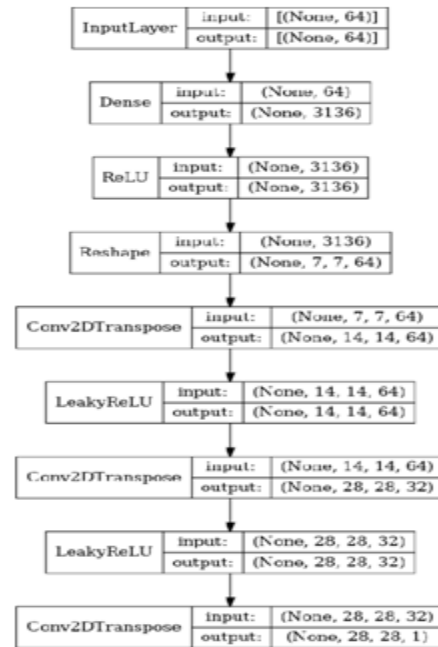 InputLayer input: [(None, 64)]
output: [(None, 64)]
Dense input: (None, 64)
output: (None, 3136)
ReLU input: (None, 3136)
output: (None, 3136)
Reshape input: (None, 3136)
output: (None, 7, 7, 64)
Conv2DTranspose input: (None, 7, 7, 64)
output: (None, 14, 14, 64)
LeakyReLU input: (None, 14, 14, 64)
output: (None, 14, 14, 64)
Conv2DTranspose input: (None, 14, 14, 64)
output: (None, 28, 28, 32)
LeakyReLU input: (None, 28, 28, 32)
output: (None, 28, 28, 32)
Conv2DTranspose input: (None, 28, 28, 32)
output: (None, 28, 28, 1)